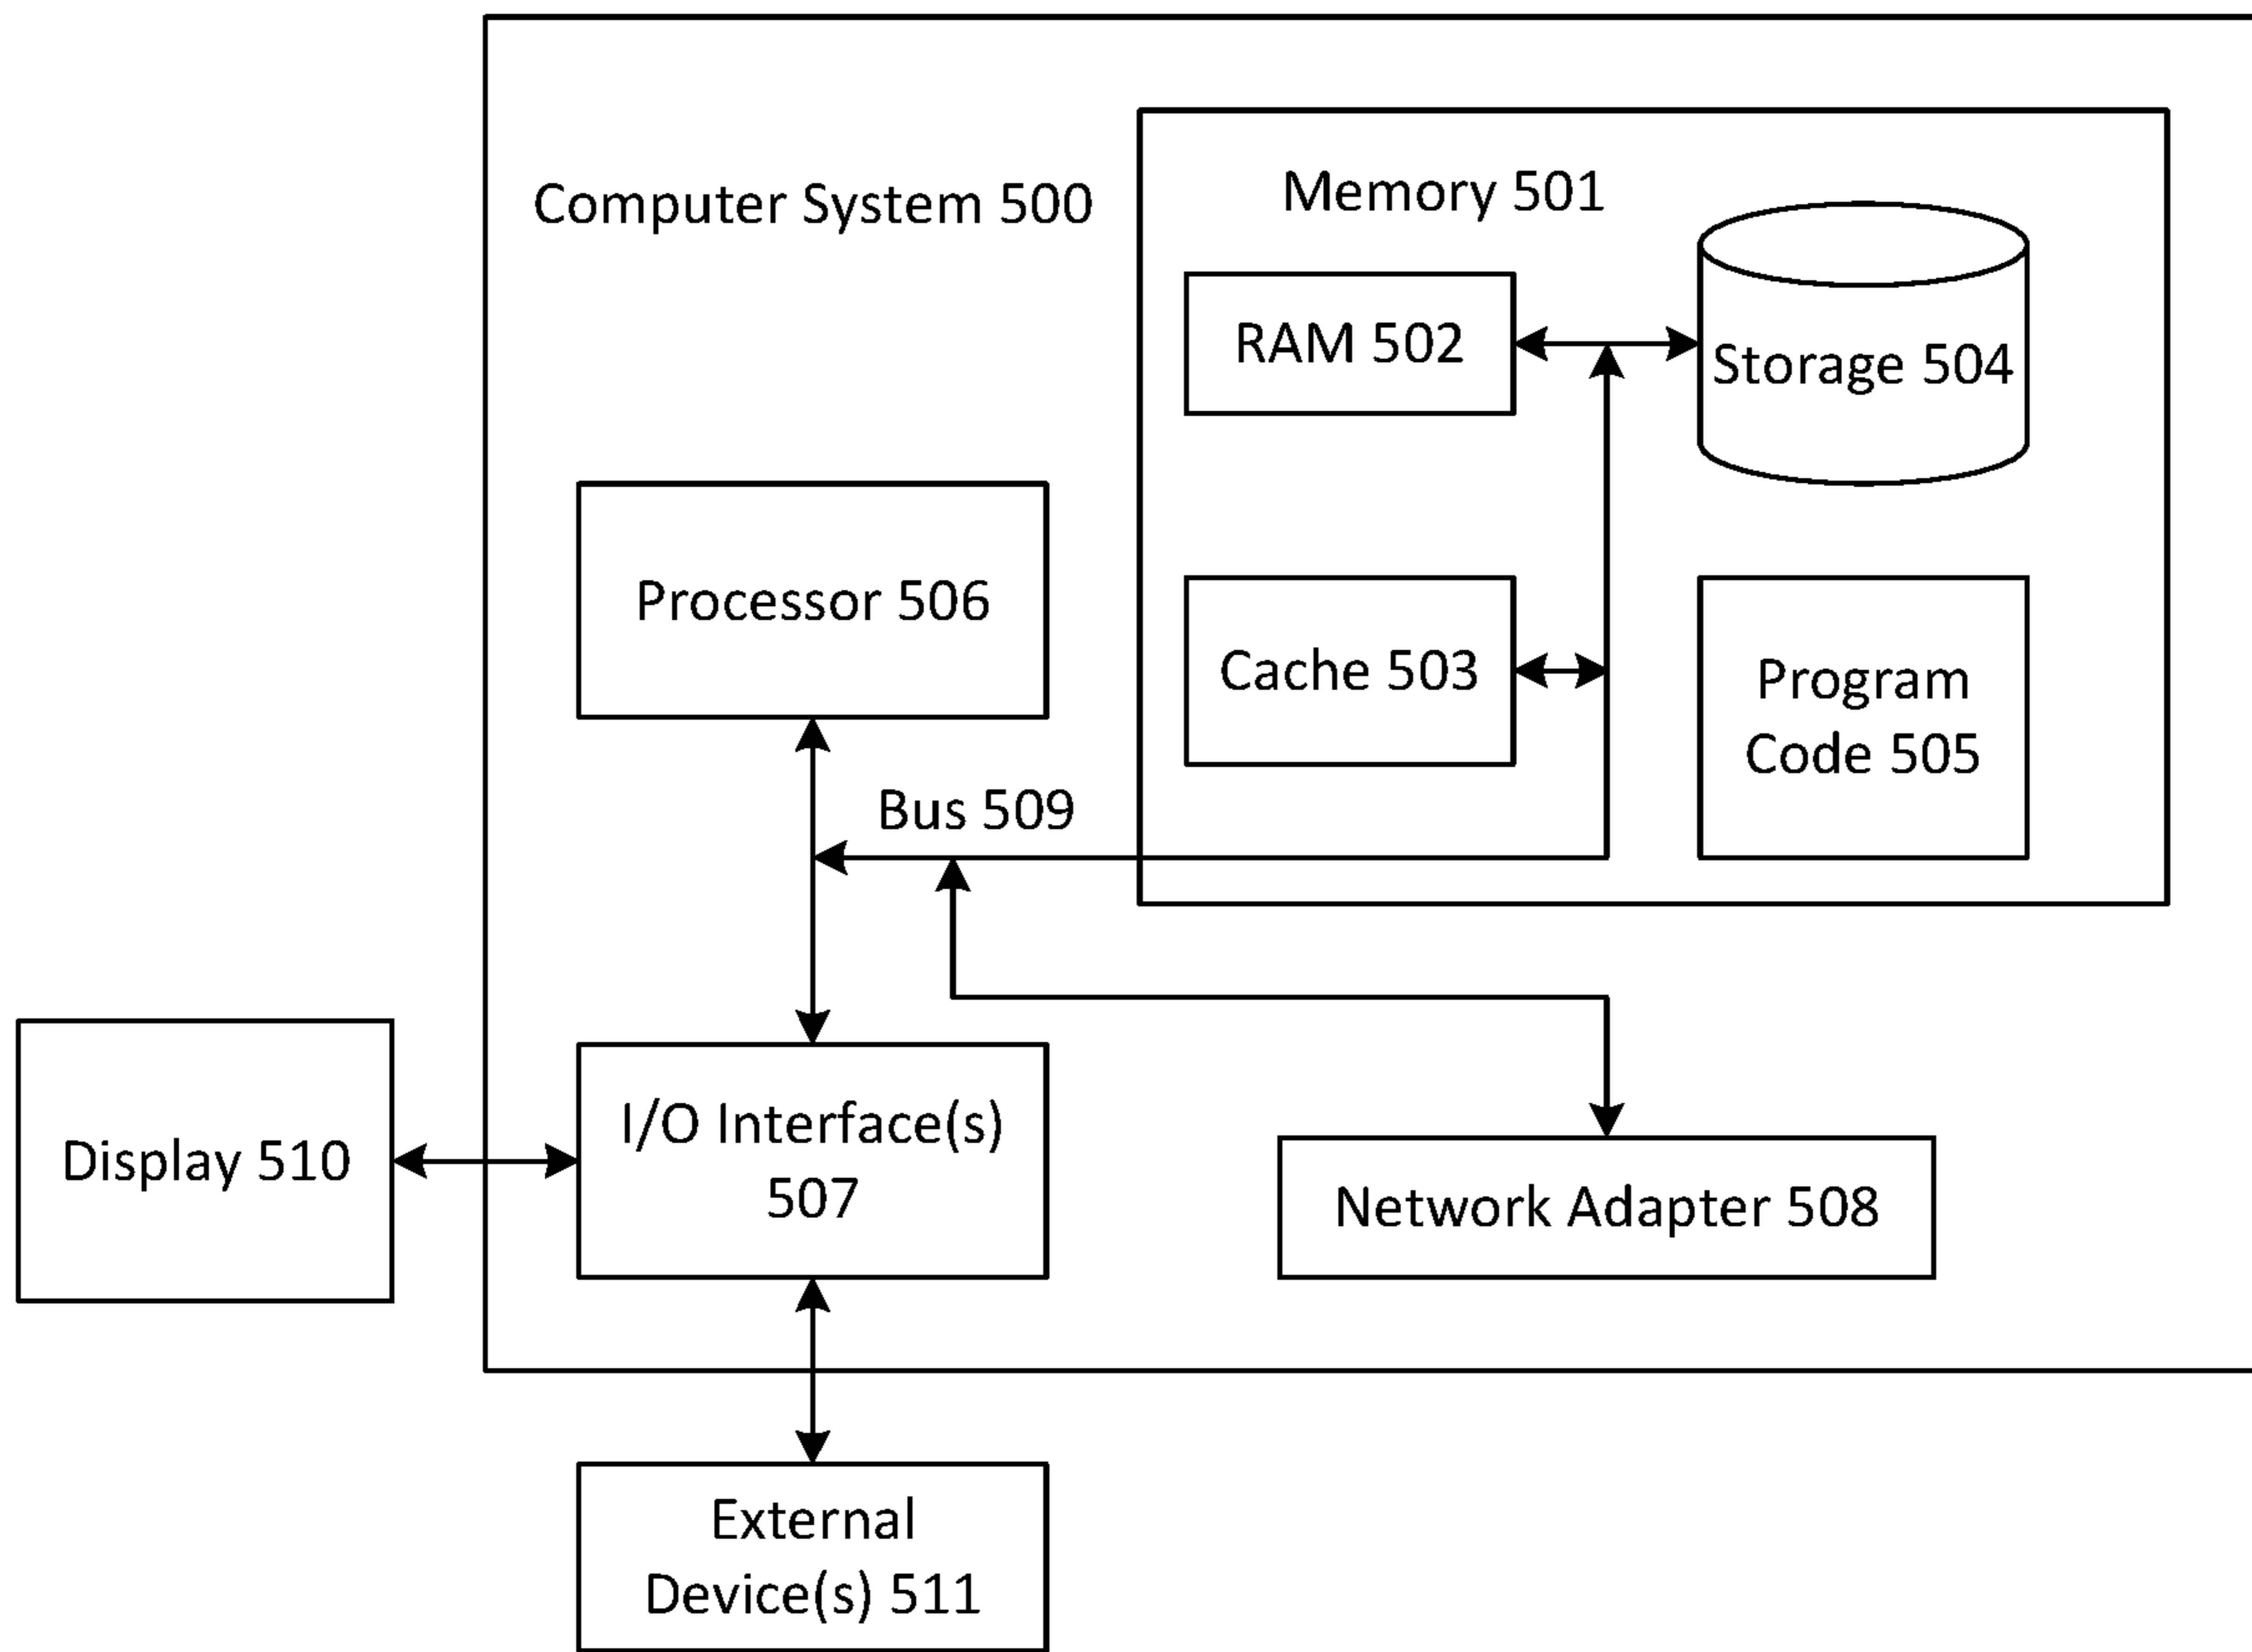 Computer System 500
Memory 501
RAM 502
Storage 504
Processor 506
Cache 503
Program
Code 505
Bus 509
Display 510
I/O Interface(s)
507
Network Adapter 508
External
Device(s) 511